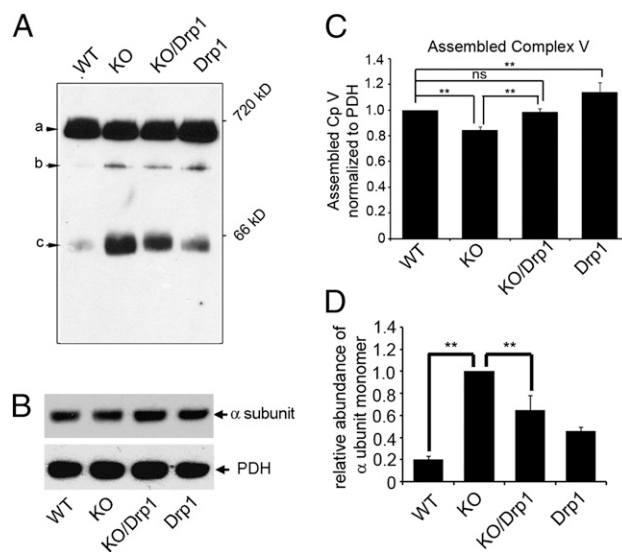 A
WT
KO
KO/Drp1
Drp1
720 kD
a
b
66 kD
c
B
α subunit
PDH
WT
KO
KO/Drp1
Drp1
C
Assembled Complex V
**
ns
**
**
Assembled Cp V
normalized to PDH
1.4
1.2
1.0
0.8
0.6
0.4
0.2
0
WT
KO
KO/Drp1
Drp1
D
**
**
relative abundance of
α ubunit monomer
1.4
1.2
1.0
0.8
0.6
0.4
0.2
WT
KO
KO/Drp1
Drp1